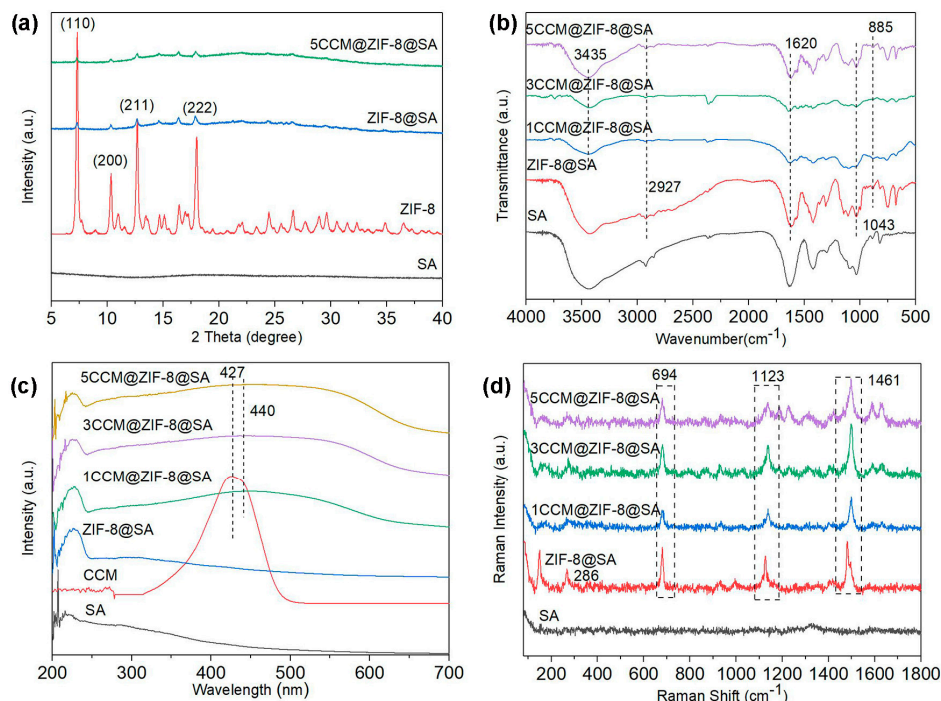 (a)
(110)
5CCM@ZIF-8@SA
(211)
(222)
ZIF-8@SA
(200)
ZIF-8
SA
Intensity (a.u.)
5 10 15 20 25 30 35 40
2 Theta (degree)
(b)
5CCM@ZIF-8@SA
885
3435
1620
3CCM@ZIF-8@SA
1CCM@ZIF-8@SA
ZIF-8@SA
2927
SA
1043
Transmittance (a.u.)
4000 3500 3000 2500 2000 1500 1000 500
Wavenumber(cm-1)
(c)
427
5CCM@ZIF-8@SA
440
3CCM@ZIF-8@SA
1CCM@ZIF-8@SA
ZIF-8@SA
CCM
SA
Intensity (a.u.)
200 300 400 500 600 700
Wavelength (nm)
(d)
694 1123 1461
5CCM@ZIF-8@SA
3CCM@ZIF-8@SA
1CCM@ZIF-8@SA
ZIF-8@SA
286
SA
Raman Intensity (a.u.)
200 400 600 800 1000 1200 1400 1600 1800
Raman Shift (cm-1)